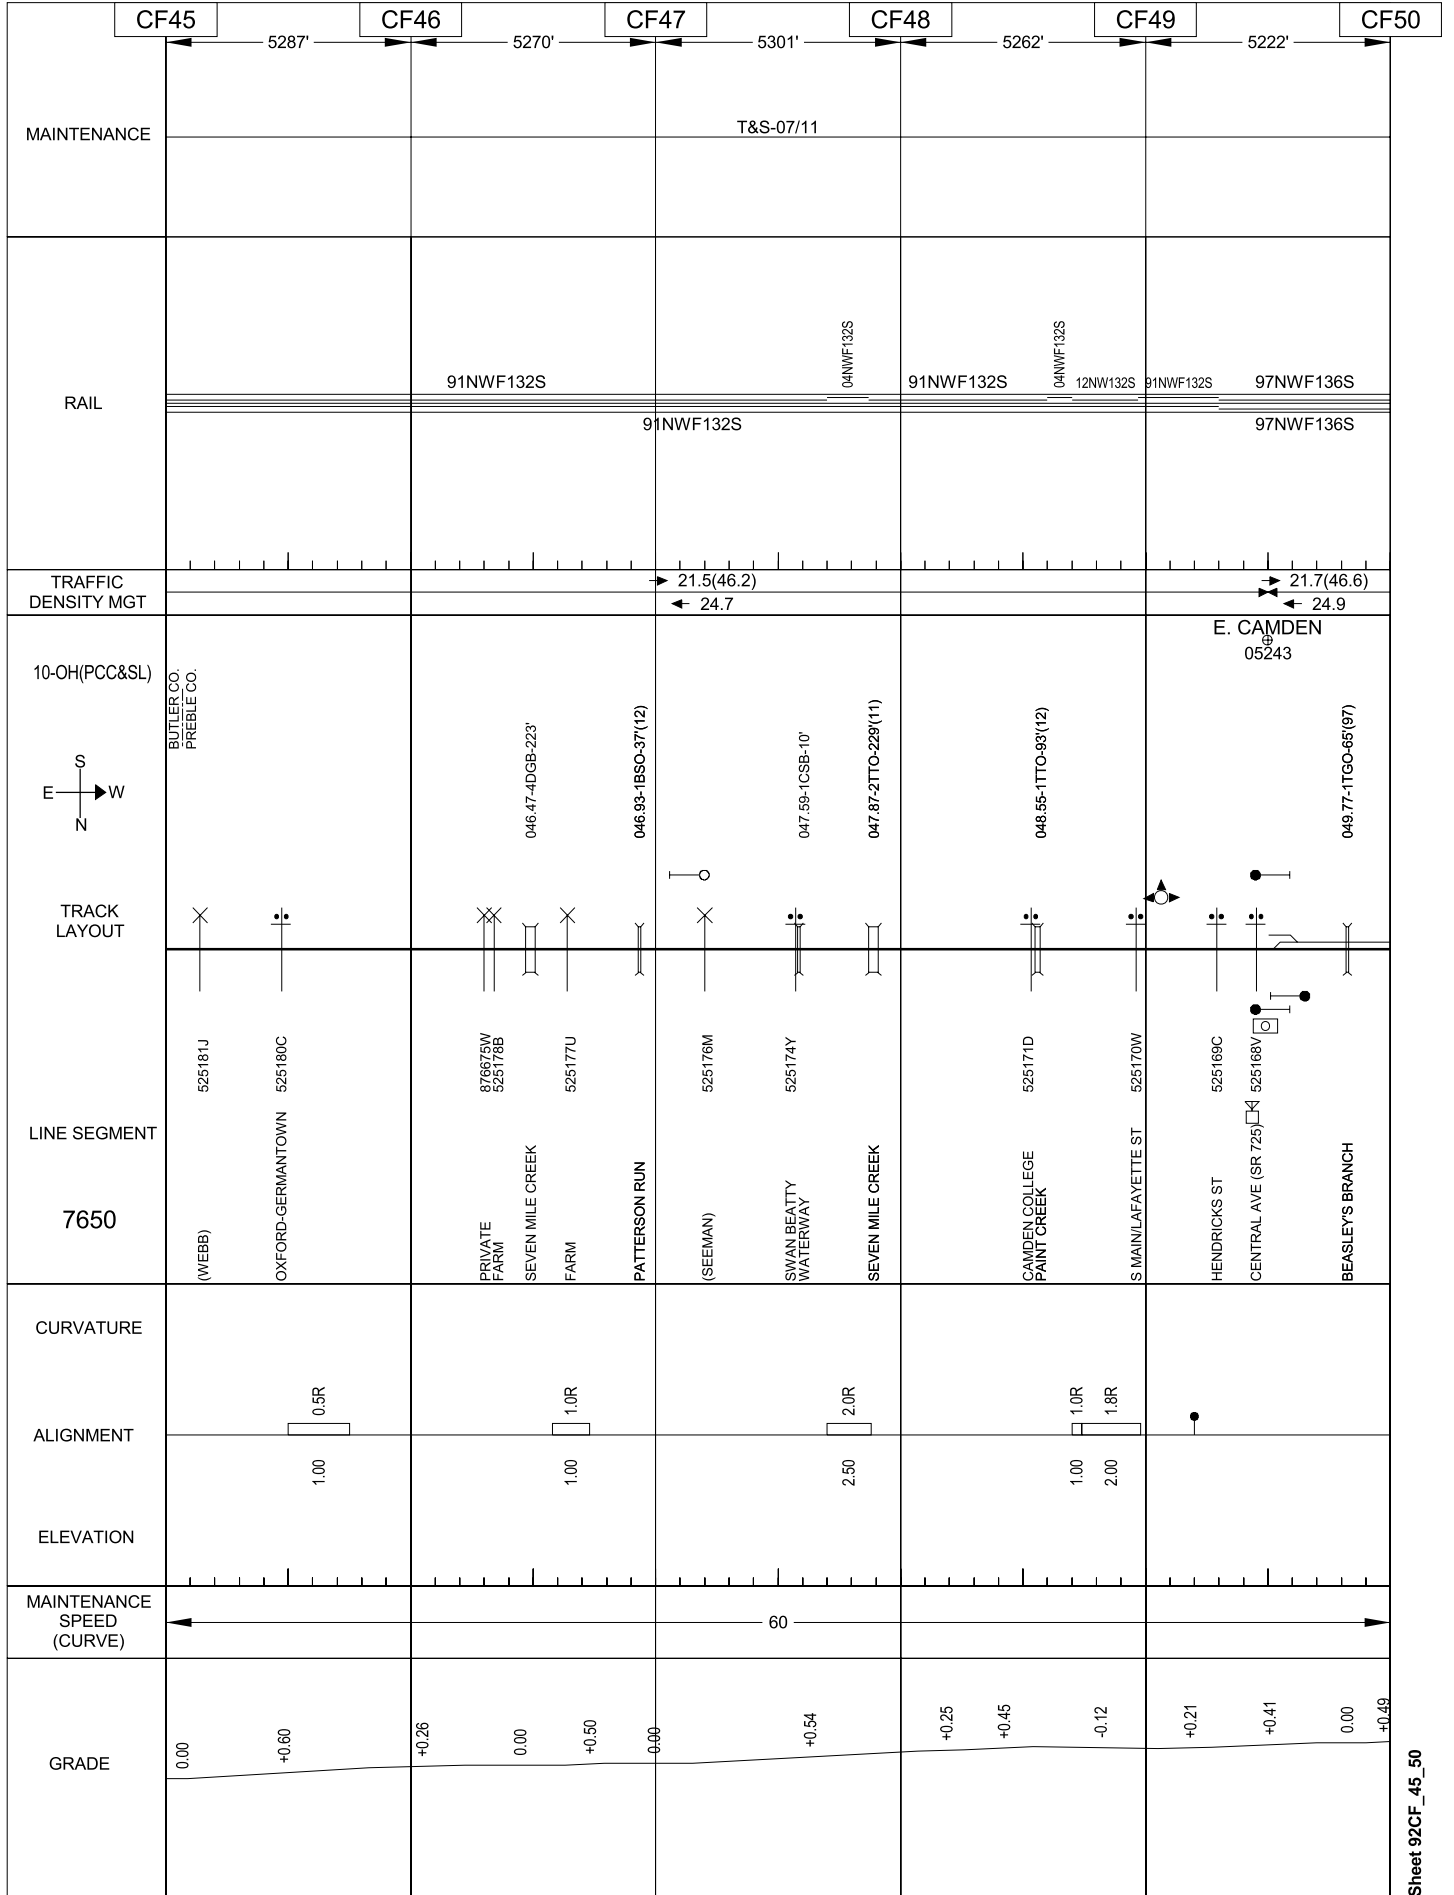 CF45 CF46 CF47 CF48 CF49 CF50
5287' 5270' 5301' 5262' 5222'
MAINTENANCE
T&S-07/11
RAIL
04NWF132S
04NWF132S
91NWF132S 91NWF132S 12NW132S 91NWF132S 97NWF136S
91NWF132S 97NWF136S
TRAFFIC
DENSITY MGT
21.5(46.2) 21.7(46.6)
24.7 24.9
E. CAMDEN
05243
10-OH(PCC&SL)
BUTLER CO.
PREBLE CO.
S
E W
N
046.47-4DGB-223'
046.93-1BSO-37'(12)
047.59-1CSB-10'
047.87-2TTO-229'(11)
048.55-1TTO-93'(12)
049.77-1TGO-65'(97)
TRACK
LAYOUT
525181J
525180C
876675W
525178B
525177U
525176M
525174Y
525171D
525170W
525169C
525168V
LINE SEGMENT
7650
(WEBB)
OXFORD-GERMANTOWN
PRIVATE
FARM
SEVEN MILE CREEK
FARM
PATTERSON RUN
(SEEMAN)
SWAN BEATTY
WATERWAY
SEVEN MILE CREEK
CAMDEN COLLEGE
PAINT CREEK
S MAIN/LAFAYETTE ST
HENDRICKS ST
CENTRAL AVE (SR 725)
BEASLEY'S BRANCH
CURVATURE
0.5R 1.0R 2.0R 1.0R 1.8R
ALIGNMENT
1.00 1.00 2.50 1.00 2.00
ELEVATION
MAINTENANCE
SPEED
(CURVE)
60
GRADE
0.00 +0.60 +0.26 0.00 +0.50 0.00 +0.54 +0.25 +0.45 -0.12 +0.21 +0.41 0.00 +0.49
Sheet 92CF_45_50